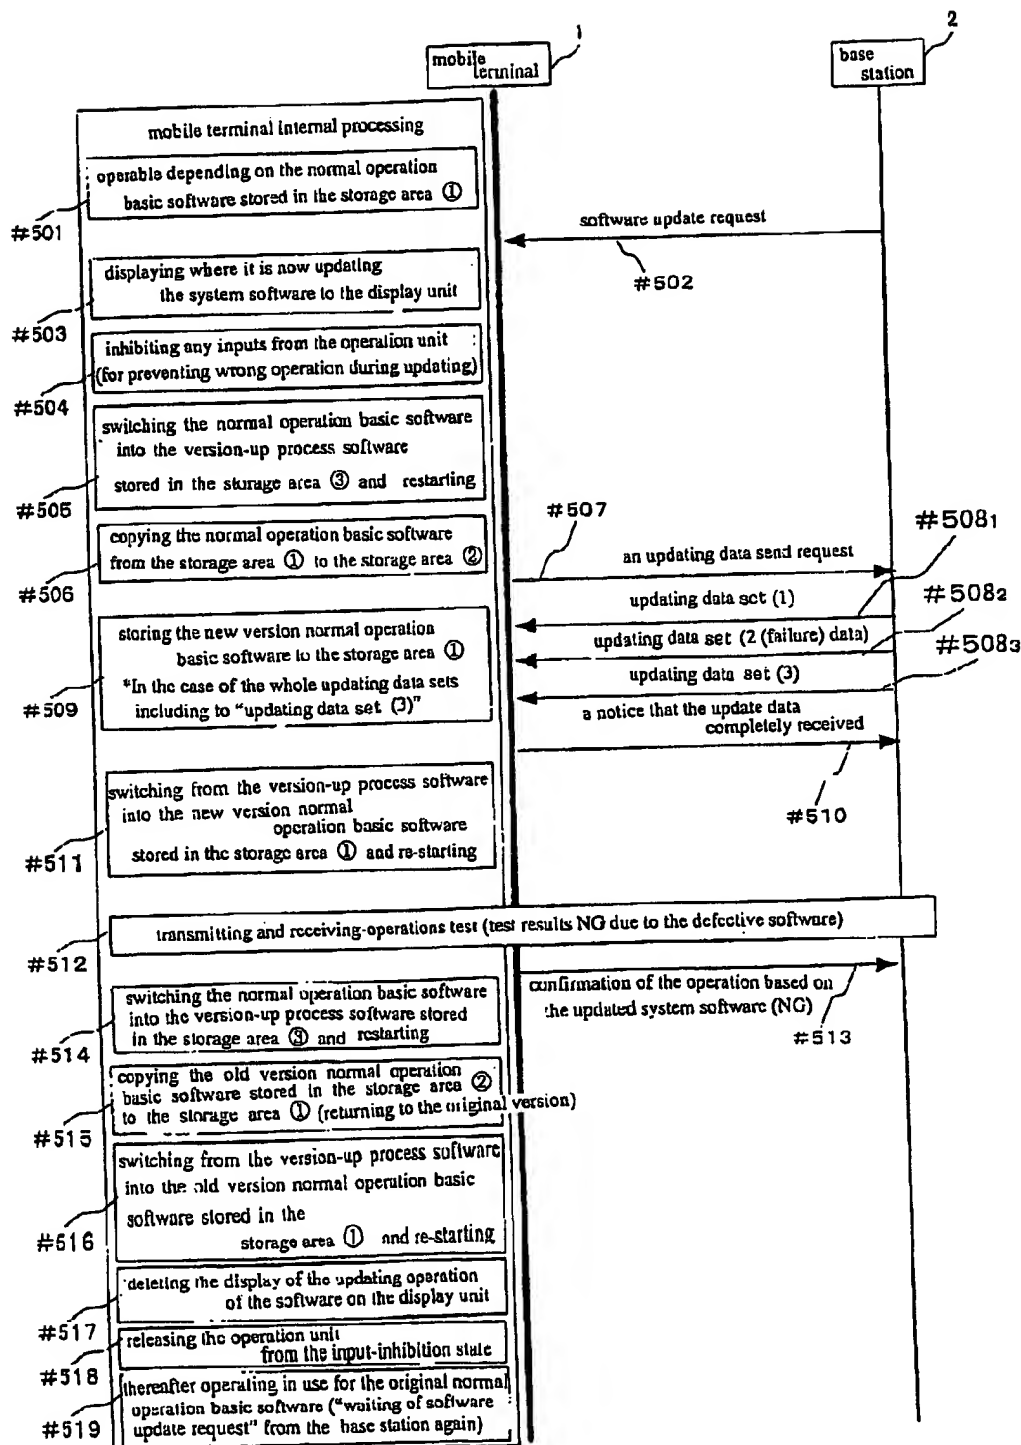 1
2
mobile
terminal
base
station
mobile terminal internal processing
operable depending on the normal operation
basic software stored in the storage area ①
#501
software update request
#502
displaying where it is now updating
the system software to the display unit
#503
inhibiting any inputs from the operation unit
(for preventing wrong operation during updating)
#504
switching the normal operation basic software
into the version-up process software
stored in the storage area ③ and restarting
#505
#507
#508₁
copying the normal operation basic software
from the storage area ① to the storage area ②
#506
an updating data send request
updating data set (1)
#508₂
updating data set (2 (failure) data)
#508₃
updating data set (3)
storing the new version normal operation
basic software to the storage area ①
"In the case of the whole updating data sets
including to "updating data set (3)"
#509
a notice that the update data
completely received
#510
switching from the version-up process software
into the new version normal
operation basic software
stored in the storage area ① and re-starting
#511
transmitting and receiving-operations test (test results NG due to the defective software)
#512
confirmation of the operation based on
the updated system software (NG)
#513
switching the normal operation basic software
into the version-up process software stored
in the storage area ③ and restarting
#514
copying the old version normal operation
basic software stored in the storage area ②
to the storage area ① (returning to the original version)
#515
switching from the version-up process software
into the old version normal operation basic
software stored in the
storage area ① and re-starting
#516
deleting the display of the updating operation
of the software on the display unit
#517
releasing the operation unit
from the input-inhibition state
#518
thereafter operating in use for the original normal
operation basic software ("waiting of software
update request" from the base station again)
#519